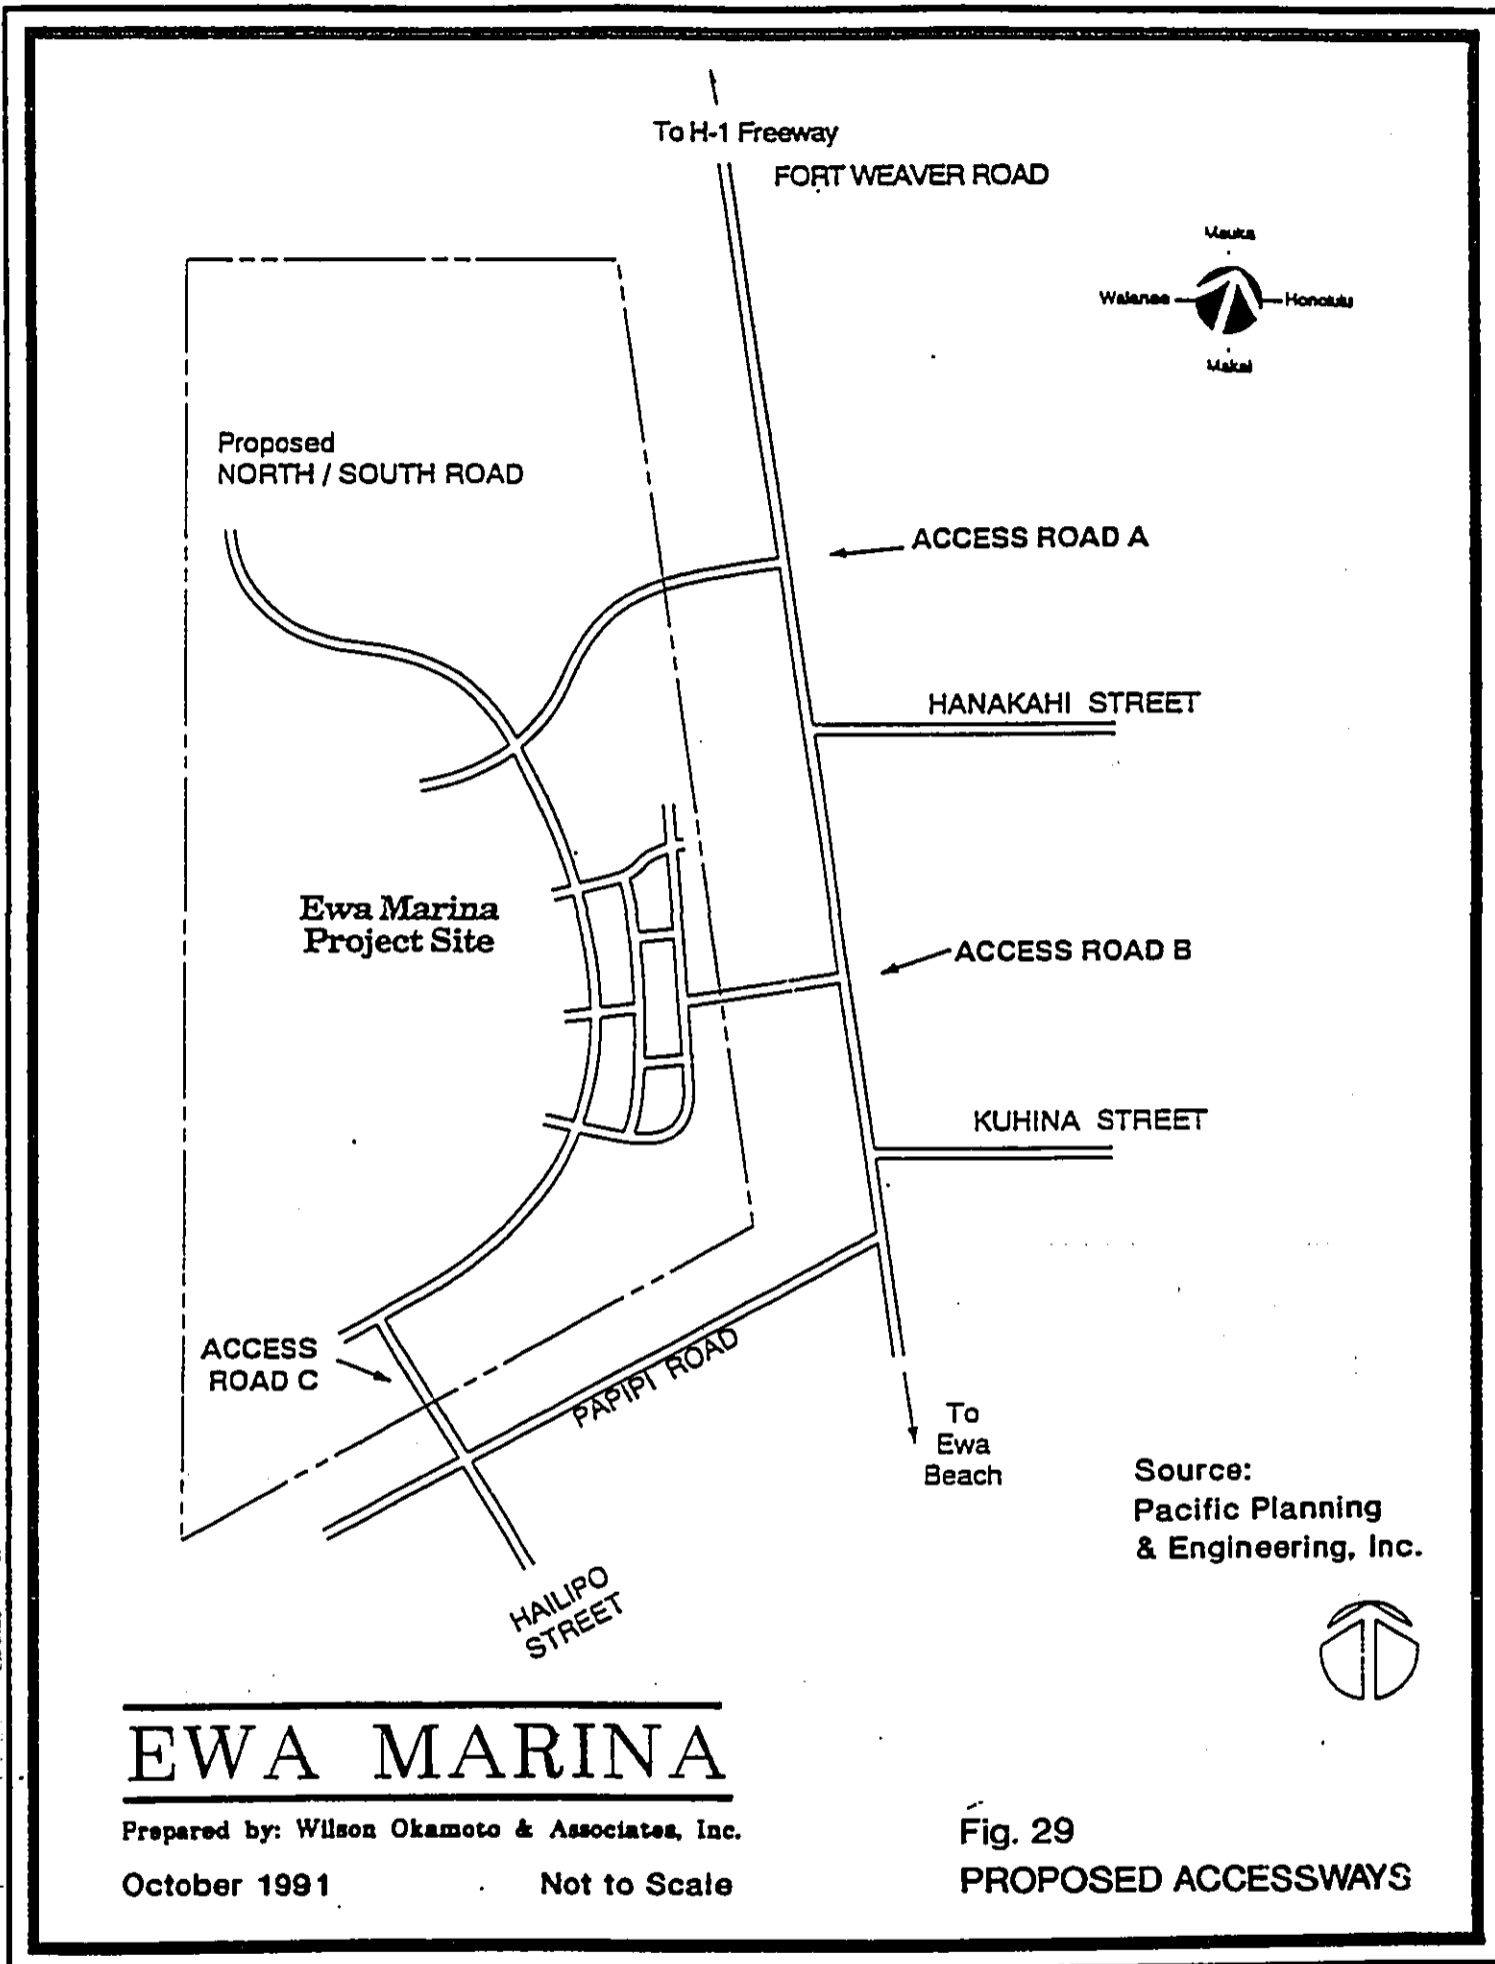 To H-1 Freeway
FORT WEAVER ROAD
Mauka
Waianae
Honolulu
Makai
Proposed
NORTH / SOUTH ROAD
ACCESS ROAD A
HANAKAHI STREET
Ewa Marina
Project Site
ACCESS ROAD B
KUHINA STREET
ACCESS
ROAD C
PAPIPI ROAD
To
Ewa
Beach
HAILIPO
STREET
Source:
Pacific Planning
& Engineering, Inc.
EWA MARINA
Prepared by: Wilson Okamoto & Associates, Inc.
October 1991
Not to Scale
Fig. 29
PROPOSED ACCESSWAYS